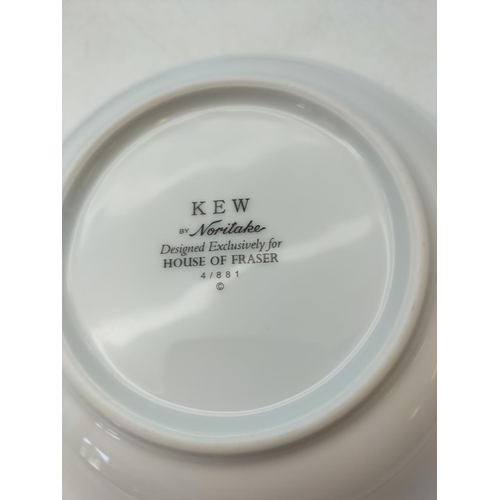 KEW
BY Noritake
Designed Exclusively for
HOUSE OF FRASER
4/881
©